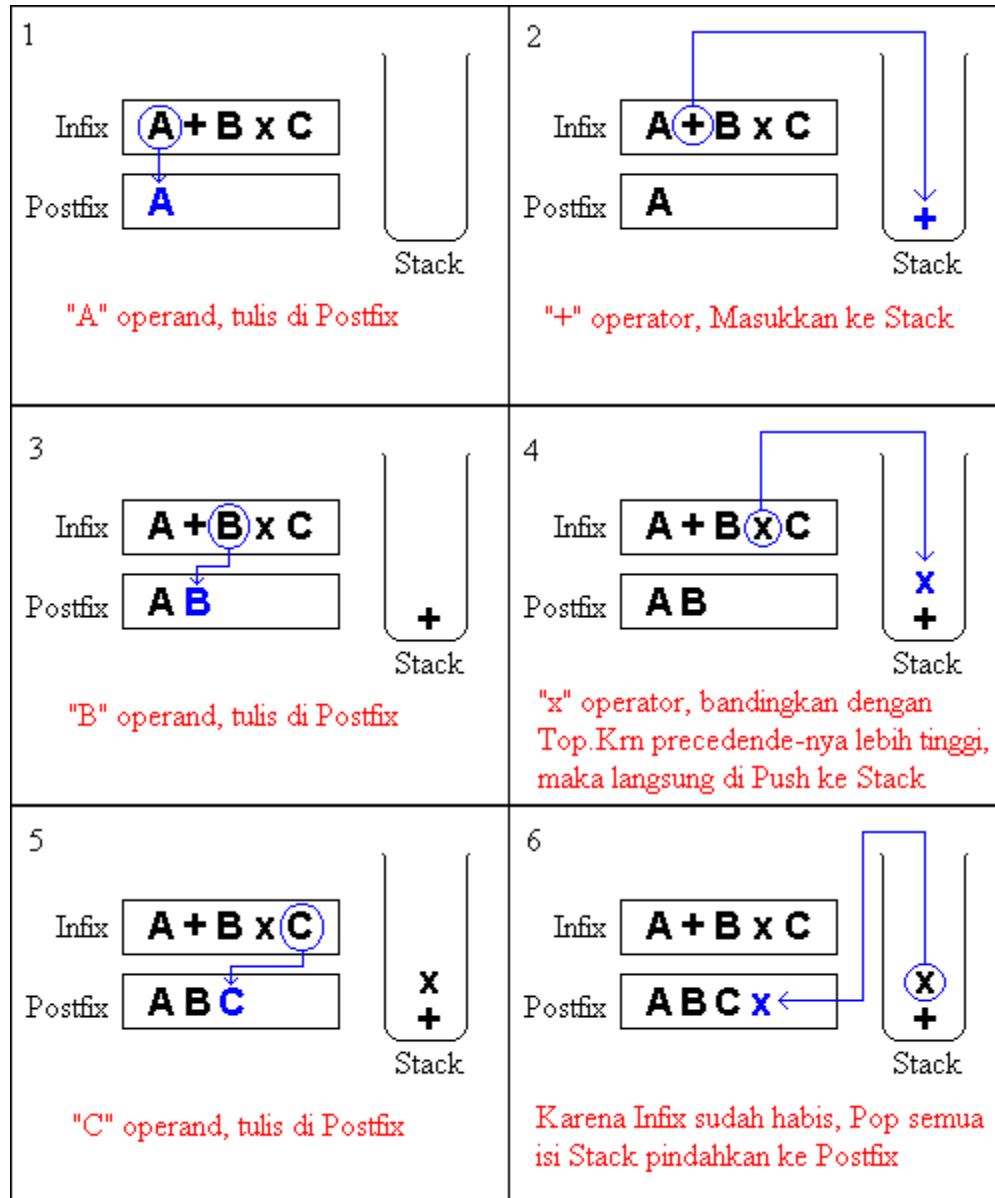 1
Infix A + B x C
Postfix A
Stack
"A" operand, tulis di Postfix
2
Infix A + B x C
Postfix A
+
Stack
"+" operator, Masukkan ke Stack
3
Infix A + B x C
Postfix A B
+
Stack
"B" operand, tulis di Postfix
4
Infix A + B x C
x
Postfix A B
+
Stack
"x" operator, bandingkan dengan
Top.Krn precedende-nya lebih tinggi,
maka langsung di Push ke Stack
5
Infix A + B x C
x
Postfix A B C
+
Stack
"C" operand, tulis di Postfix
6
Infix A + B x C
x
Postfix A B C x
+
Stack
Karena Infix sudah habis, Pop semua
isi Stack pindahkan ke Postfix